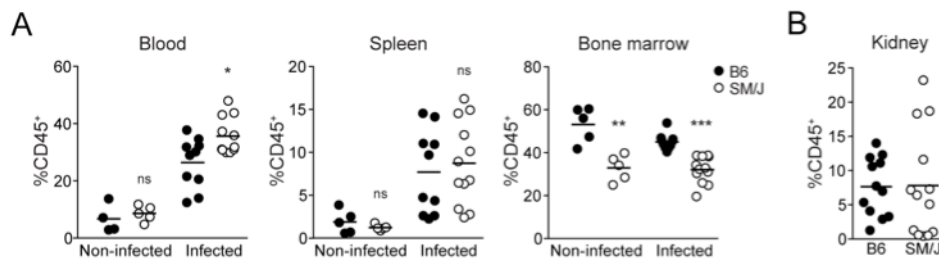 A
B
Blood
Spleen
Bone marrow
Kidney
%CD45+
60
40
20
0
ns
*
Non-infected Infected
%CD45+
20
15
10
5
0
ns
ns
Non-infected Infected
%CD45+
80
60
40
20
0
**
***
B6
SM/J
Non-infected Infected
%CD45+
25
20
15
10
5
0
B6 SM/J